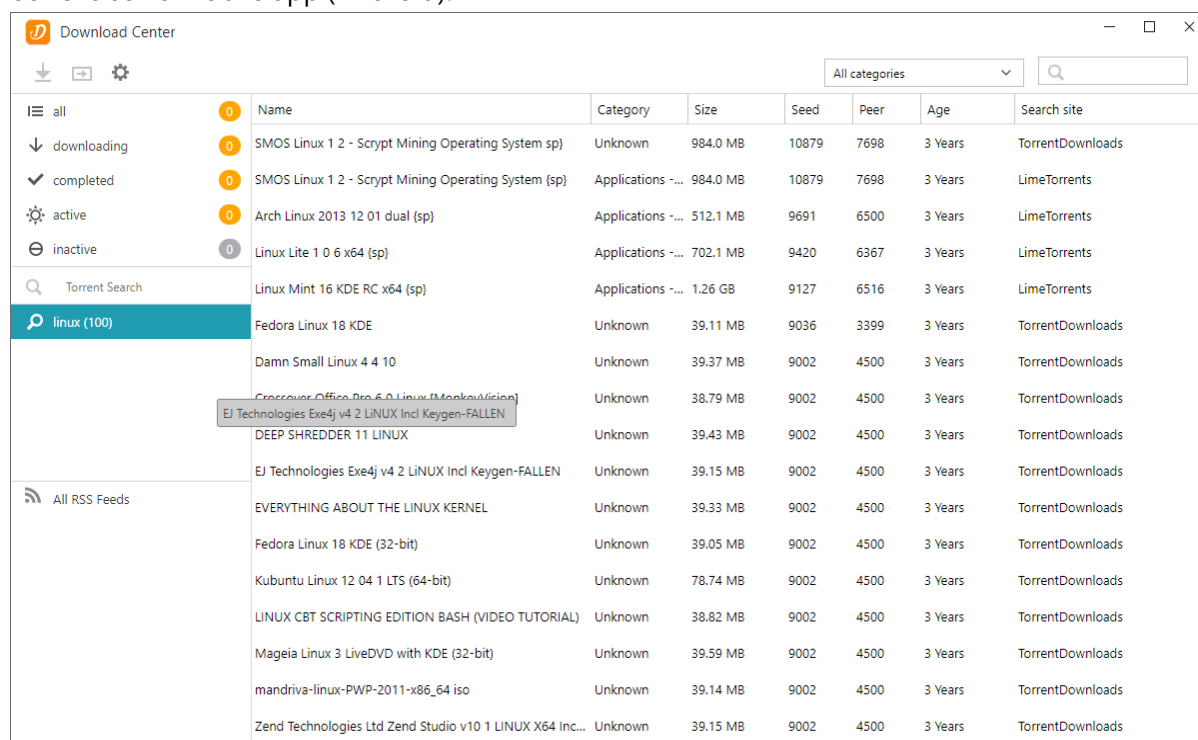 Download Center
All categories
all 0
downloading 0
completed 0
active 0
inactive 0
Torrent Search
linux (100)
All RSS Feeds
Name Category Size Seed Peer Age Search site
SMOS Linux 1 2 - Scrypt Mining Operating System sp} Unknown 984.0 MB 10879 7698 3 Years TorrentDownloads
SMOS Linux 1 2 - Scrypt Mining Operating System {sp} Applications -... 984.0 MB 10879 7698 3 Years LimeTorrents
Arch Linux 2013 12 01 dual {sp} Applications -... 512.1 MB 9691 6500 3 Years LimeTorrents
Linux Lite 1 0 6 x64 {sp} Applications -... 702.1 MB 9420 6367 3 Years LimeTorrents
Linux Mint 16 KDE RC x64 {sp} Applications -... 1.26 GB 9127 6516 3 Years LimeTorrents
Fedora Linux 18 KDE Unknown 39.11 MB 9036 3399 3 Years TorrentDownloads
Damn Small Linux 4 4 10 Unknown 39.37 MB 9002 4500 3 Years TorrentDownloads
Crossover Office Pro 6 0 Linux [MonkeyVision] Unknown 38.79 MB 9002 4500 3 Years TorrentDownloads
EJ Technologies Exe4j v4 2 LiNUX Incl Keygen-FALLEN
DEEP SHREDDER 11 LINUX Unknown 39.43 MB 9002 4500 3 Years TorrentDownloads
EJ Technologies Exe4j v4 2 LiNUX Incl Keygen-FALLEN Unknown 39.15 MB 9002 4500 3 Years TorrentDownloads
EVERYTHING ABOUT THE LINUX KERNEL Unknown 39.33 MB 9002 4500 3 Years TorrentDownloads
Fedora Linux 18 KDE (32-bit) Unknown 39.05 MB 9002 4500 3 Years TorrentDownloads
Kubuntu Linux 12 04 1 LTS (64-bit) Unknown 78.74 MB 9002 4500 3 Years TorrentDownloads
LINUX CBT SCRIPTING EDITION BASH (VIDEO TUTORIAL) Unknown 38.82 MB 9002 4500 3 Years TorrentDownloads
Mageia Linux 3 LiveDVD with KDE (32-bit) Unknown 39.59 MB 9002 4500 3 Years TorrentDownloads
mandriva-linux-PWP-2011-x86_64 iso Unknown 39.14 MB 9002 4500 3 Years TorrentDownloads
Zend Technologies Ltd Zend Studio v10 1 LINUX X64 Inc... Unknown 39.15 MB 9002 4500 3 Years TorrentDownloads